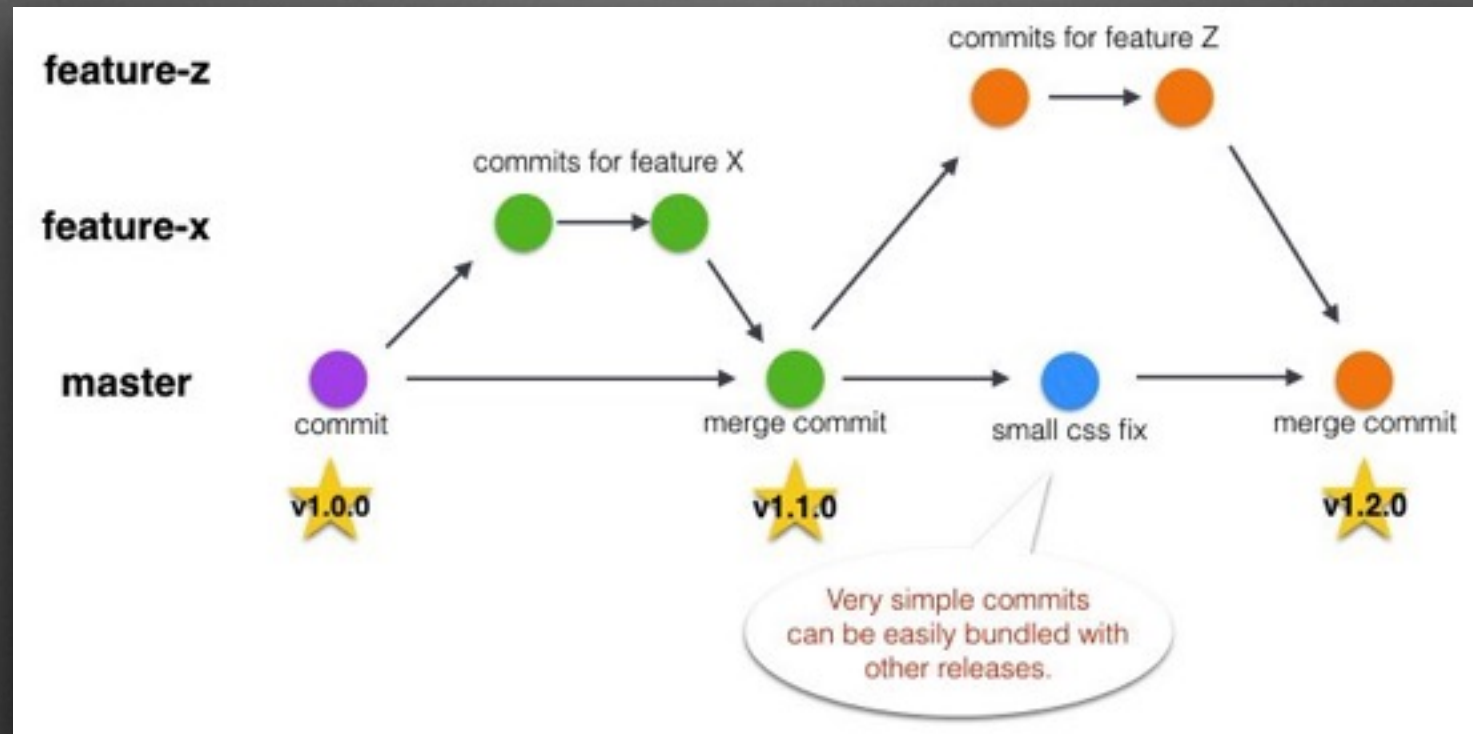 commits for feature Z
feature-z
commits for feature X
feature-x
master
commit
merge commit
small css fix
merge commit
v1.0.0
v1.1.0
v1.2.0
Very simple commits
can be easily bundled with
other releases.